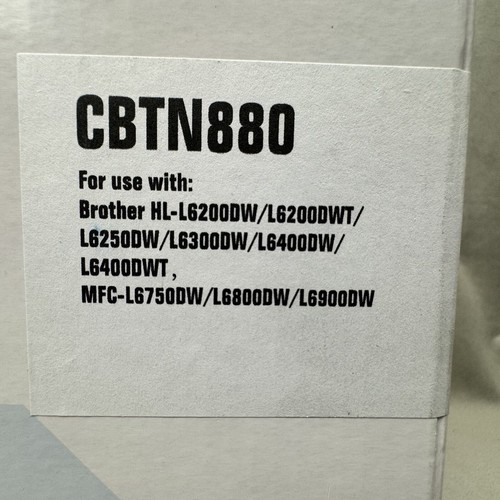 CBTN880
For use with:
Brother HL-L6200DW/L6200DWT/
L6250DW/L6300DW/L6400DW/
L6400DWT,
MFC-L6750DW/L6800DW/L6900DW